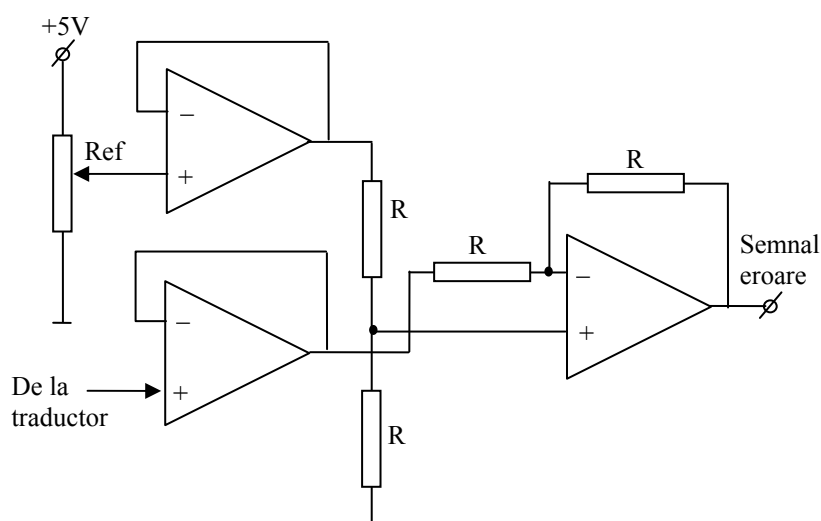 +5V
Ref
−
+
R
R
R
Semnal
eroare
−
+
−
+
De la
traductor
R